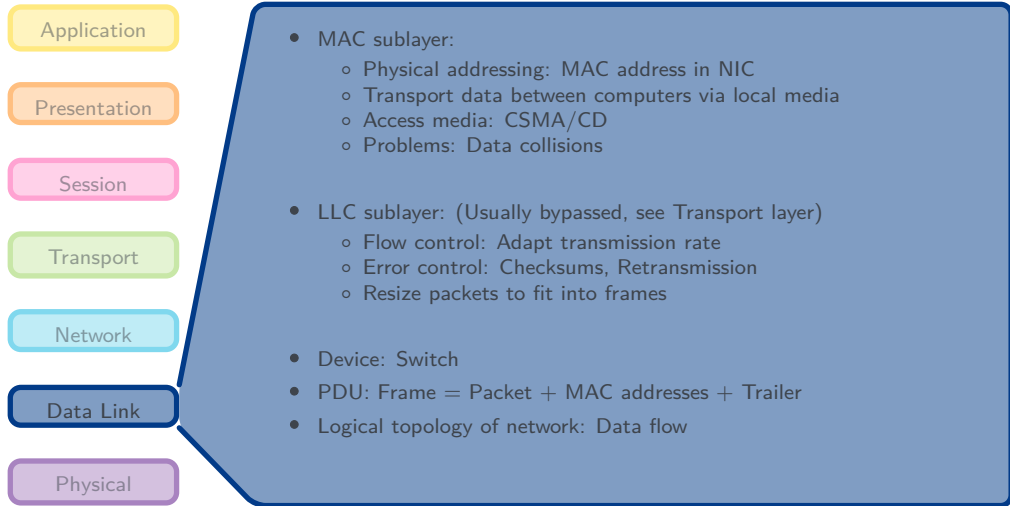 Application
Presentation
Session
Transport
Network
Data Link
Physical
• MAC sublayer:
◦ Physical addressing: MAC address in NIC
◦ Transport data between computers via local media
◦ Access media: CSMA/CD
◦ Problems: Data collisions
• LLC sublayer: (Usually bypassed, see Transport layer)
◦ Flow control: Adapt transmission rate
◦ Error control: Checksums, Retransmission
◦ Resize packets to fit into frames
• Device: Switch
• PDU: Frame = Packet + MAC addresses + Trailer
• Logical topology of network: Data flow